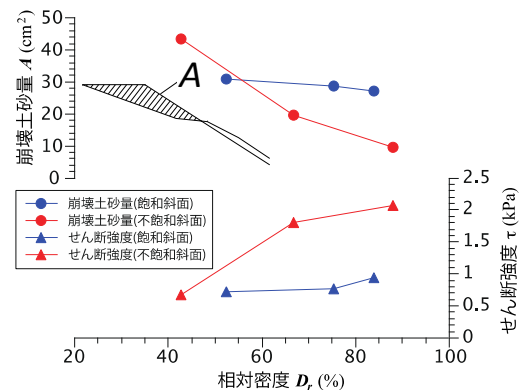 崩壊土砂量 A (cm²)
50
40
30
20
10
0
A
崩壊土砂量(飽和斜面)
崩壊土砂量(不飽和斜面)
せん断強度(飽和斜面)
せん断強度(不飽和斜面)
2.5
2
1.5
1
0.5
0
せん断強度 τ (kPa)
20 40 60 80 100
相対密度 Dr (%)